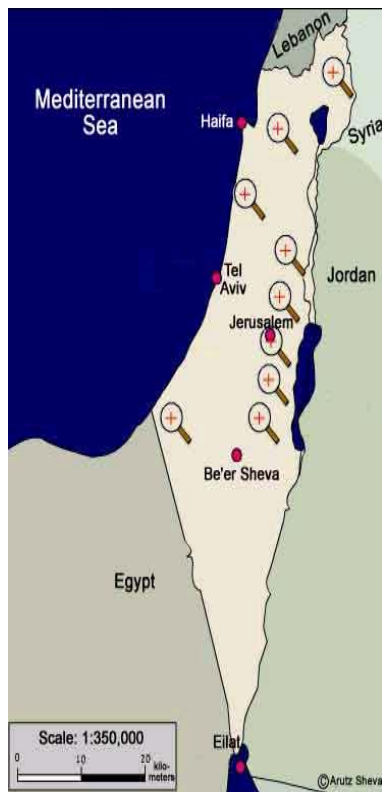 Lebanon
Mediterranean
Sea
Haifa
Syria
Tel
Aviv
Jordan
Jerusalem
Be'er Sheva
Egypt
Scale: 1:350,000
0 10 20
kilo-
meters
Eilat
© Arutz Sheva